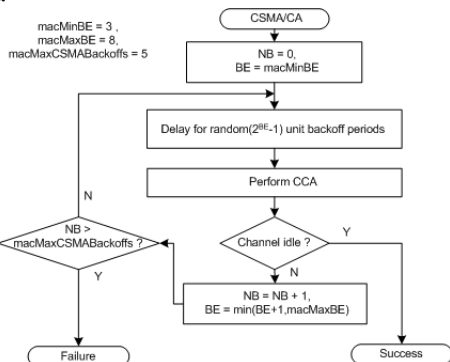 macMinBE = 3 ,
macMaxBE = 8,
macMaxCSMABackoffs = 5
CSMA/CA
NB = 0,
BE = macMinBE
Delay for random(2^BE-1) unit backoff periods
Perform CCA
Channel idle ?
Y
N
NB = NB + 1,
BE = min(BE+1,macMaxBE)
NB >
macMaxCSMABackoffs ?
N
Y
Failure
Success